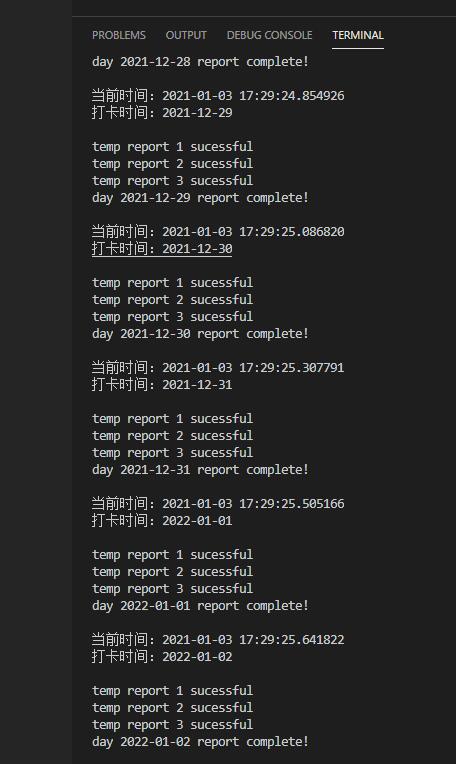 PROBLEMS OUTPUT DEBUG CONSOLE TERMINAL
day 2021-12-28 report complete!
当前时间: 2021-01-03 17:29:24.854926
打卡时间: 2021-12-29
temp report 1 sucessful
temp report 2 sucessful
temp report 3 sucessful
day 2021-12-29 report complete!
当前时间: 2021-01-03 17:29:25.086820
打卡时间: 2021-12-30
temp report 1 sucessful
temp report 2 sucessful
temp report 3 sucessful
day 2021-12-30 report complete!
当前时间: 2021-01-03 17:29:25.307791
打卡时间: 2021-12-31
temp report 1 sucessful
temp report 2 sucessful
temp report 3 sucessful
day 2021-12-31 report complete!
当前时间: 2021-01-03 17:29:25.505166
打卡时间: 2022-01-01
temp report 1 sucessful
temp report 2 sucessful
temp report 3 sucessful
day 2022-01-01 report complete!
当前时间: 2021-01-03 17:29:25.641822
打卡时间: 2022-01-02
temp report 1 sucessful
temp report 2 sucessful
temp report 3 sucessful
day 2022-01-02 report complete!